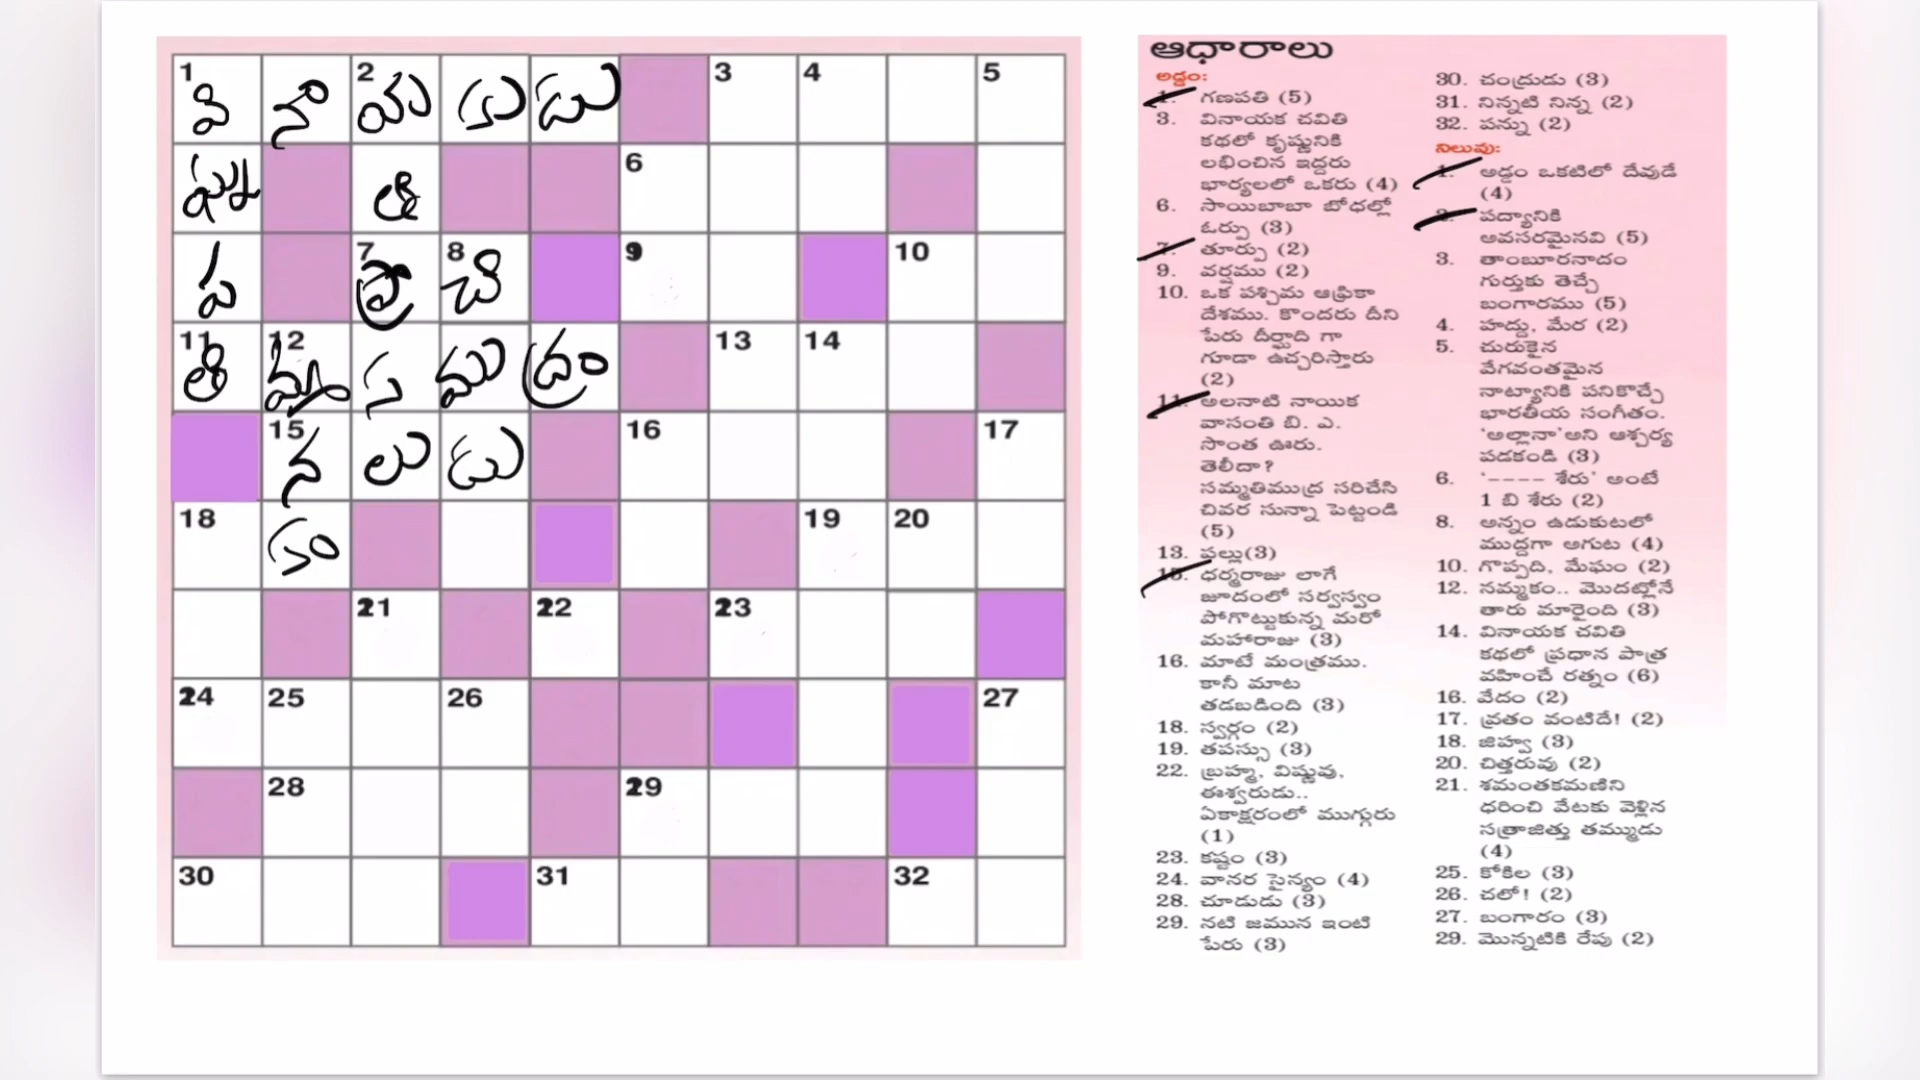 1 వి నా 2 య కు డు 3 4 5
ఘ్న తి 6
ప 7 ప్రా 8 చి 9 10
11 తి 12 మ్మ స ము ద్రం 13 14
15 న లు డు 16 17
18 కం 19 20
21 22 23
24 25 26 27
28 29
30 31 32
ఆధారాలు
అడ్డం:
1. గణపతి (5)
3. వినాయక చవితి
కథలో కృష్ణునికి
లభించిన ఇద్దరు
భార్యలలో ఒకరు (4)
6. సాయిబాబా బోధల్లో
ఓర్పు (3)
7. తూర్పు (2)
9. వర్షము (2)
10. ఒక పశ్చిమ ఆఫ్రికా
దేశము. కొందరు దీని
పేరు దీర్ఘాది గా
గూడా ఉచ్చరిస్తారు
(2)
11. అలనాటి నాయిక
వాసంతి బి. ఎ.
సొంత ఊరు.
తెలీదా?
సమ్మతిముద్ర సరిచేసి
చివర సున్నా పెట్టండి
(5)
13. ఫల్లు(3)
15. ధర్మరాజు లాగే
జూదంలో సర్వస్వం
పోగొట్టుకున్న మరో
మహారాజు (3)
16. మాటే మంత్రము.
కానీ మాట
తడబడింది (3)
18. స్వర్గం (2)
19. తపస్సు (3)
22. బ్రహ్మ, విష్ణువు,
ఈశ్వరుడు..
ఏకాక్షరంలో ముగ్గురు
(1)
23. కష్టం (3)
24. వానర సైన్యం (4)
28. చూడుడు (3)
29. నటి జమున ఇంటి
పేరు (3)
30. చంద్రుడు (3)
31. నిన్నటి నిన్న (2)
32. పన్ను (2)
నిలువు:
1. అడ్డం ఒకటిలో దేవుడే
(4)
2. పద్యానికి
అవసరమైనవి (5)
3. తాంబూరనాదం
గుర్తుకు తెచ్చే
బంగారము (5)
4. హద్దు, మేర (2)
5. చురుకైన
వేగవంతమైన
నాట్యానికి పనికొచ్చే
భారతీయ సంగీతం.
'అల్లానా'అని ఆశ్చర్య
పడకండి (3)
6. '---- శేరు' అంటే
1 బి శేరు (2)
8. అన్నం ఉడుకుటలో
ముద్దగా అగుట (4)
10. గొప్పది, మేఘం (2)
12. నమ్మకం.. మొదట్లోనే
తారు మారైంది (3)
14. వినాయక చవితి
కథలో ప్రధాన పాత్ర
వహించే రత్నం (6)
16. వేదం (2)
17. వ్రతం వంటిదే! (2)
18. జిహ్వ (3)
20. చిత్తరువు (2)
21. శమంతకమణిని
ధరించి వేటకు వెళ్లిన
సత్రాజిత్తు తమ్ముడు
(4)
25. కోకిల (3)
26. చలో! (2)
27. బంగారం (3)
29. మొన్నటికి రేపు (2)